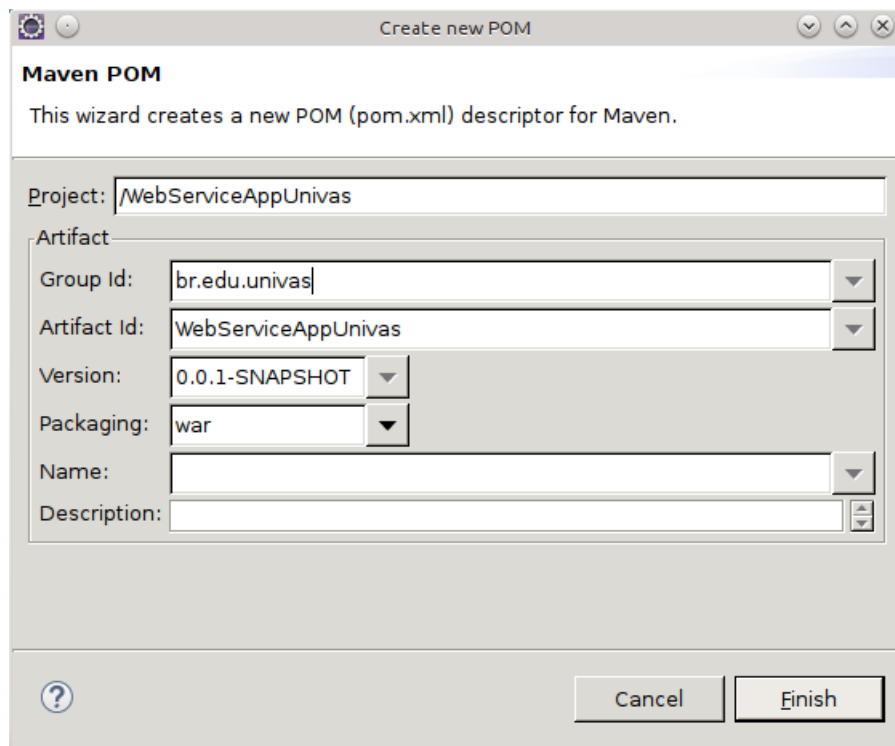 Create new POM
Maven POM
This wizard creates a new POM (pom.xml) descriptor for Maven.
Project: /WebServiceAppUnivas
Artifact
Group Id: br.edu.univas
Artifact Id: WebServiceAppUnivas
Version: 0.0.1-SNAPSHOT
Packaging: war
Name:
Description:
? Cancel Finish